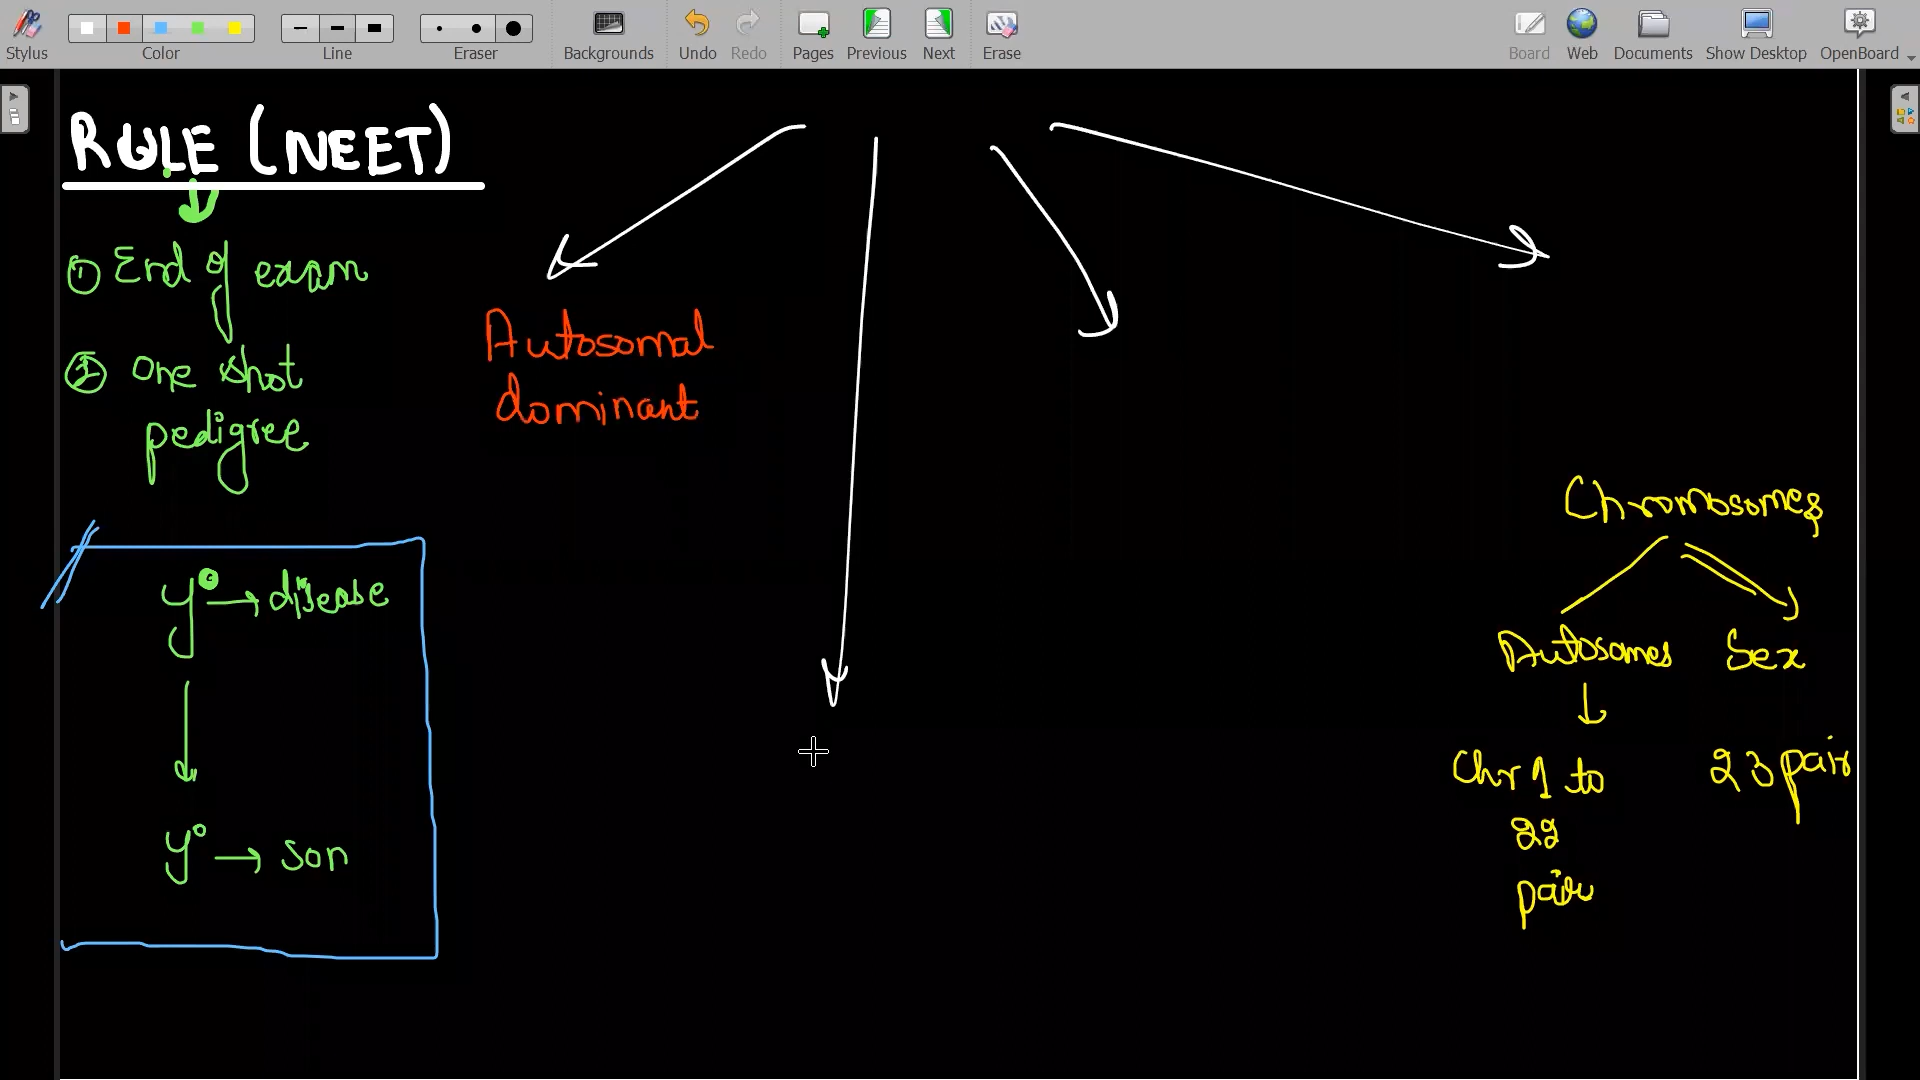 Stylus
Color
Line
Eraser
Backgrounds
Undo
Redo
Pages
Previous
Next
Erase
Board
Web
Documents
Show Desktop
OpenBoard
RULE (NEET)
① End of exam
② One shot
pedigree
Y° → disease
Y° → son
Autosomal
dominant
Chromosomes
Autosomes Sex
Chr 1 to
22
pair
23 pair